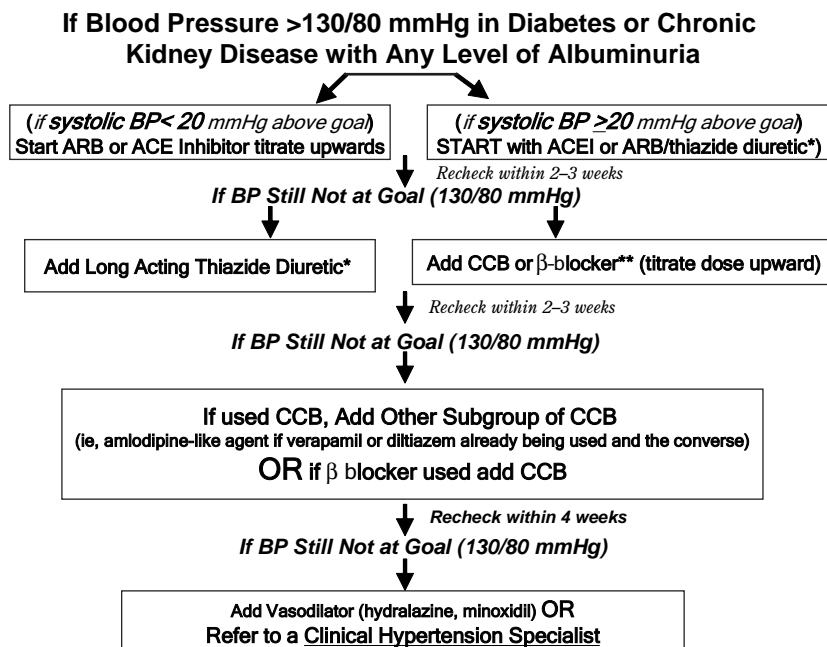 If Blood Pressure >130/80 mmHg in Diabetes or Chronic
Kidney Disease with Any Level of Albuminuria
(if systolic BP< 20 mmHg above goal)
Start ARB or ACE Inhibitor titrate upwards
(if systolic BP ≥20 mmHg above goal)
START with ACEI or ARB/thiazide diuretic*)
Recheck within 2–3 weeks
If BP Still Not at Goal (130/80 mmHg)
Add Long Acting Thiazide Diuretic*
Add CCB or β-blocker** (titrate dose upward)
Recheck within 2–3 weeks
If BP Still Not at Goal (130/80 mmHg)
If used CCB, Add Other Subgroup of CCB
(ie, amlodipine-like agent if verapamil or diltiazem already being used and the converse)
OR if β blocker used add CCB
Recheck within 4 weeks
If BP Still Not at Goal (130/80 mmHg)
Add Vasodilator (hydralazine, minoxidil) OR
Refer to a Clinical Hypertension Specialist